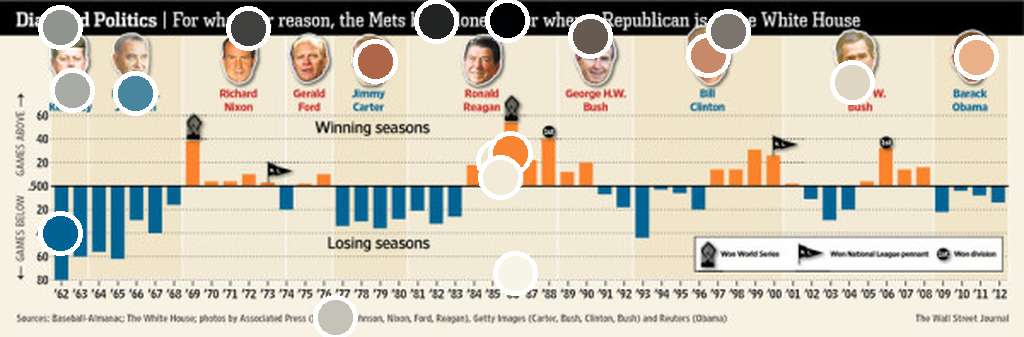 Politics | For reason, the Mets Republican is White House
Richard Nixon
Gerald Ford
Jimmy Carter
Ronald Reagan
George H.W. Bush
Bill Clinton
W. Bush
Barack Obama
GAMES ABOVE →
60
40
20
.500
20
60
80
← GAMES BELOW
Winning seasons
Losing seasons
Won World Series
NL Won National League pennant
1st Won division
1st
1st
'62 '63 '64 '65 '66 '67 '68 '69 '70 '71 '72 '73 '74 '75 '76 '77 '78 '79 '80 '81 '82 '83 '84 '85 '87 '88 '89 '90 '91 '92 '93 '94 '95 '96 '97 '98 '99 '00 '01 '02 '03 '04 '05 '06 '07 '08 '09 '10 '11 '12
Sources: Baseball-Almanac; The White House; photos by Associated Press Nixon, Ford, Reagan), Getty Images (Carter, Bush, Clinton, Bush) and Reuters (Obama)
The Wall Street Journal